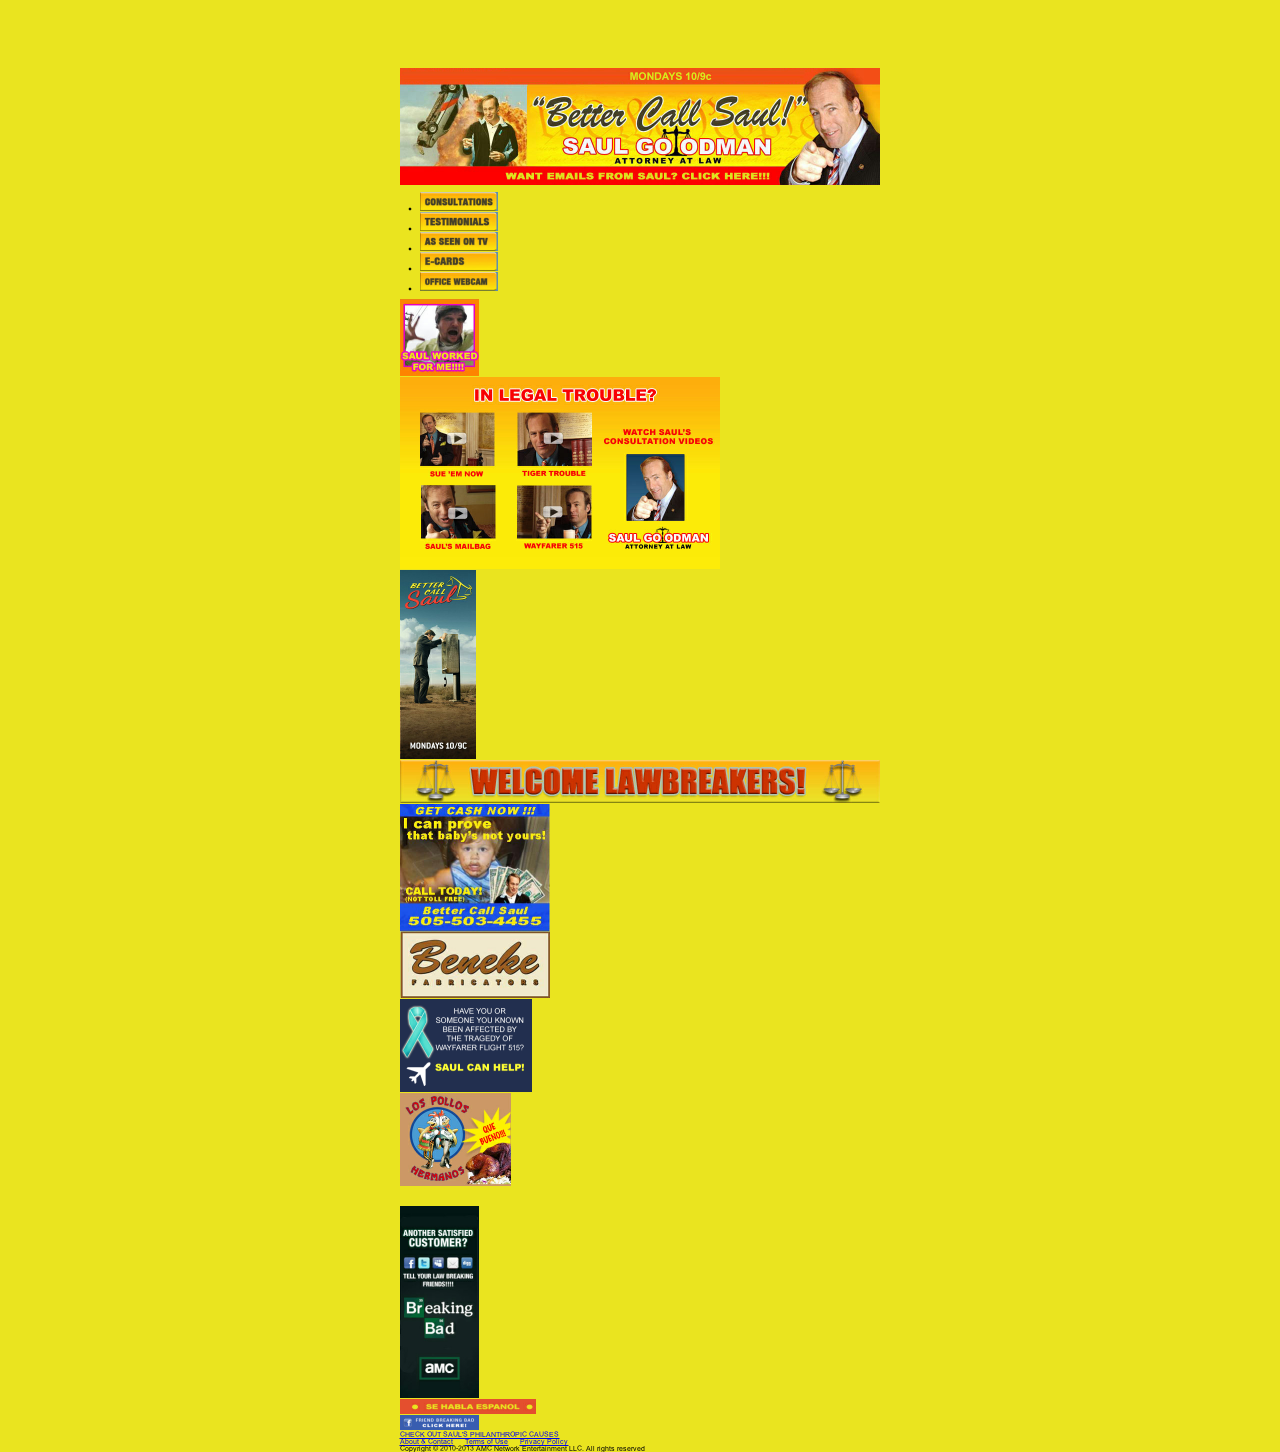 MONDAYS 10/9c
"Better Call Saul!"
SAUL GOODMAN
ATTORNEY AT LAW
WANT EMAILS FROM SAUL? CLICK HERE!!!
CONSULTATIONS
TESTIMONIALS
AS SEEN ON TV
E-CARDS
OFFICE WEBCAM
SAUL WORKED
FOR ME!!!!
IN LEGAL TROUBLE?
WATCH SAUL'S
CONSULTATION VIDEOS
SUE 'EM NOW
TIGER TROUBLE
SAUL'S MAILBAG
WAYFARER 515
SAUL GOODMAN
ATTORNEY AT LAW
BETTER
CALL
Saul
MONDAYS 10/9C
WELCOME LAWBREAKERS!
GET CASH NOW !!!
I can prove
that baby's not yours!
CALL TODAY!
(NOT TOLL FREE)
Better Call Saul
505-503-4455
Beneke
FABRICATORS
HAVE YOU OR
SOMEONE YOU KNOWN
BEEN AFFECTED BY
THE TRAGEDY OF
WAYFARER FLIGHT 515?
SAUL CAN HELP!
LOS POLLOS
HERMANOS
QUE
BUENO!!!
ANOTHER SATISFIED
CUSTOMER?
TELL YOUR LAW BREAKING
FRIENDS!!!!
Breaking
Bad
amc
SE HABLA ESPANOL
FRIEND BREAKING BAD
CLICK HERE!
CHECK OUT SAUL'S PHILANTHROPIC CAUSES
About & Contact Terms of Use Privacy Policy
Copyright © 2010-2013 AMC Network Entertainment LLC. All rights reserved